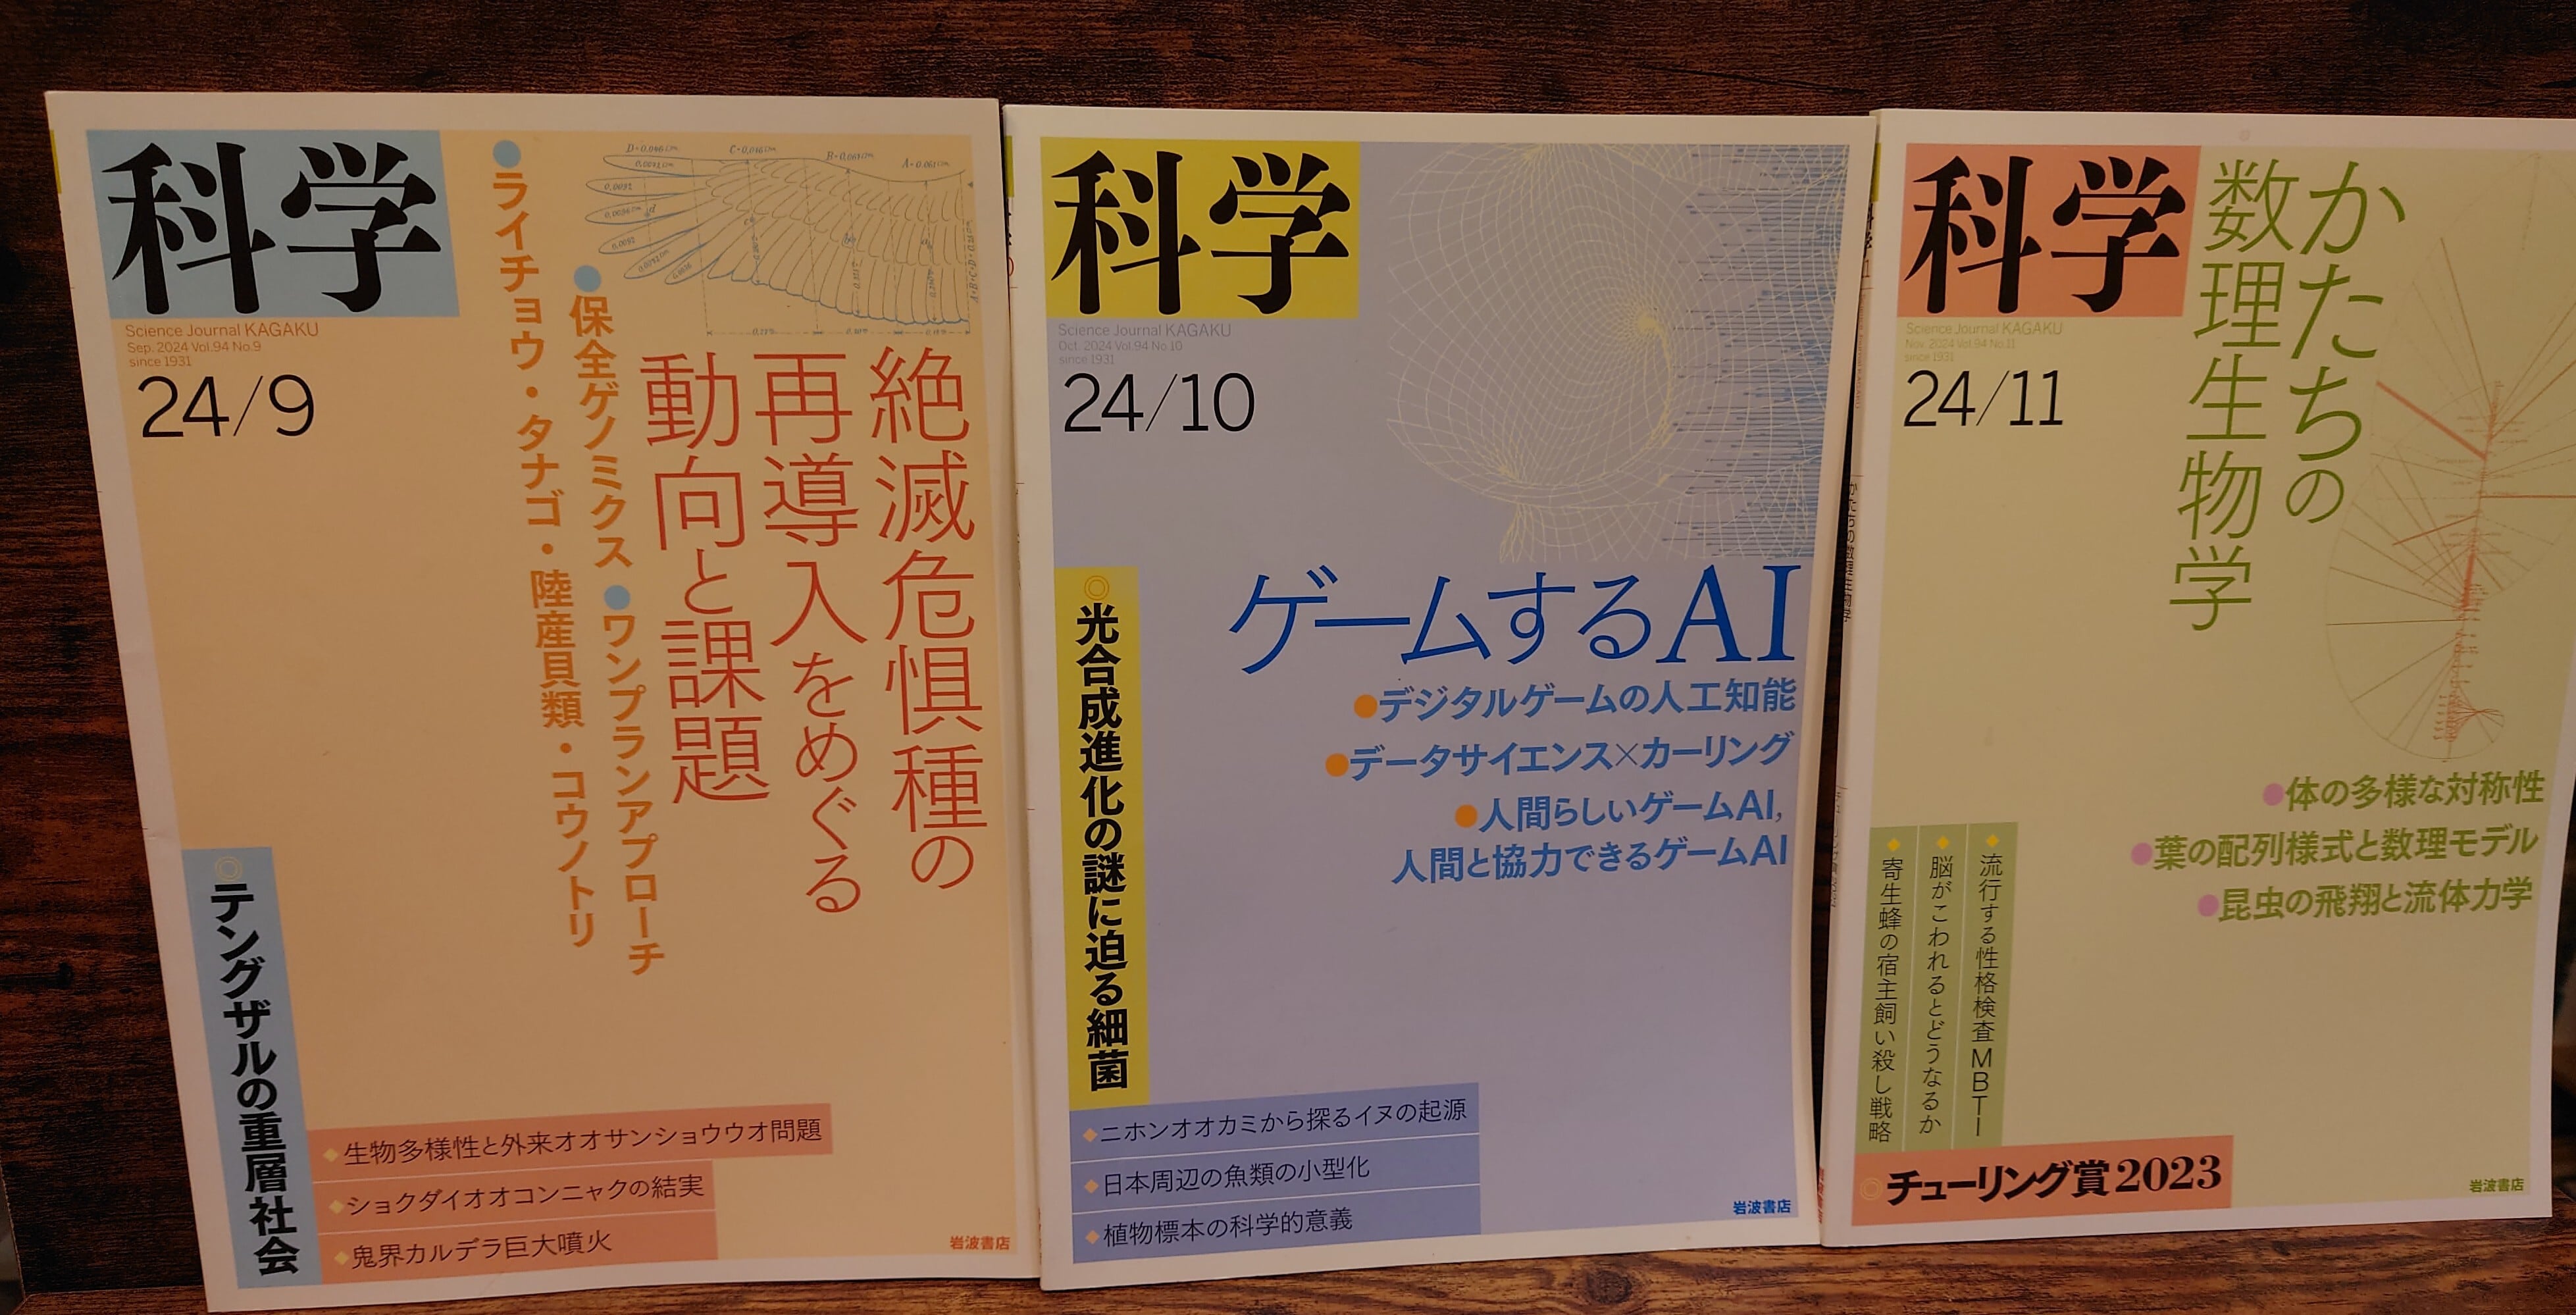 科学
Science Journal KAGAKU
Sep. 2024 Vol.94 No.9
since 1931
24/9
D=0.046cm
C=0.046cm
絶滅危惧種の
再導入をめぐる
動向と課題
●保全ゲノミクス ●ワンプランアプローチ
●ライチョウ・タナゴ・陸産貝類・コウノトリ
◎テングザルの重層社会
◆生物多様性と外来オオサンショウウオ問題
◆ショクダイオオコンニャクの結実
◆鬼界カルデラ巨大噴火
岩波書店
科学
Science Journal KAGAKU
Oct. 2024 Vol.94 No.10
since 1931
24/10
ゲームするAI
●デジタルゲームの人工知能
●データサイエンス×カーリング
●人間らしいゲームAI,
人間と協力できるゲームAI
◎光合成進化の謎に迫る細菌
◆ニホンオオカミから探るイヌの起源
◆日本周辺の魚類の小型化
◆植物標本の科学的意義
岩波書店
科学
Science Journal KAGAKU
Nov. 2024 Vol.94 No.11
since 1931
24/11
かたちの
数理生物学
●体の多様な対称性
●葉の配列様式と数理モデル
●昆虫の飛翔と流体力学
◆流行する性格検査MBTI
◆脳がこわれるとどうなるか
◆寄生蜂の宿主飼い殺し戦略
◎チューリング賞2023
岩波書店
かたちの数理生物学